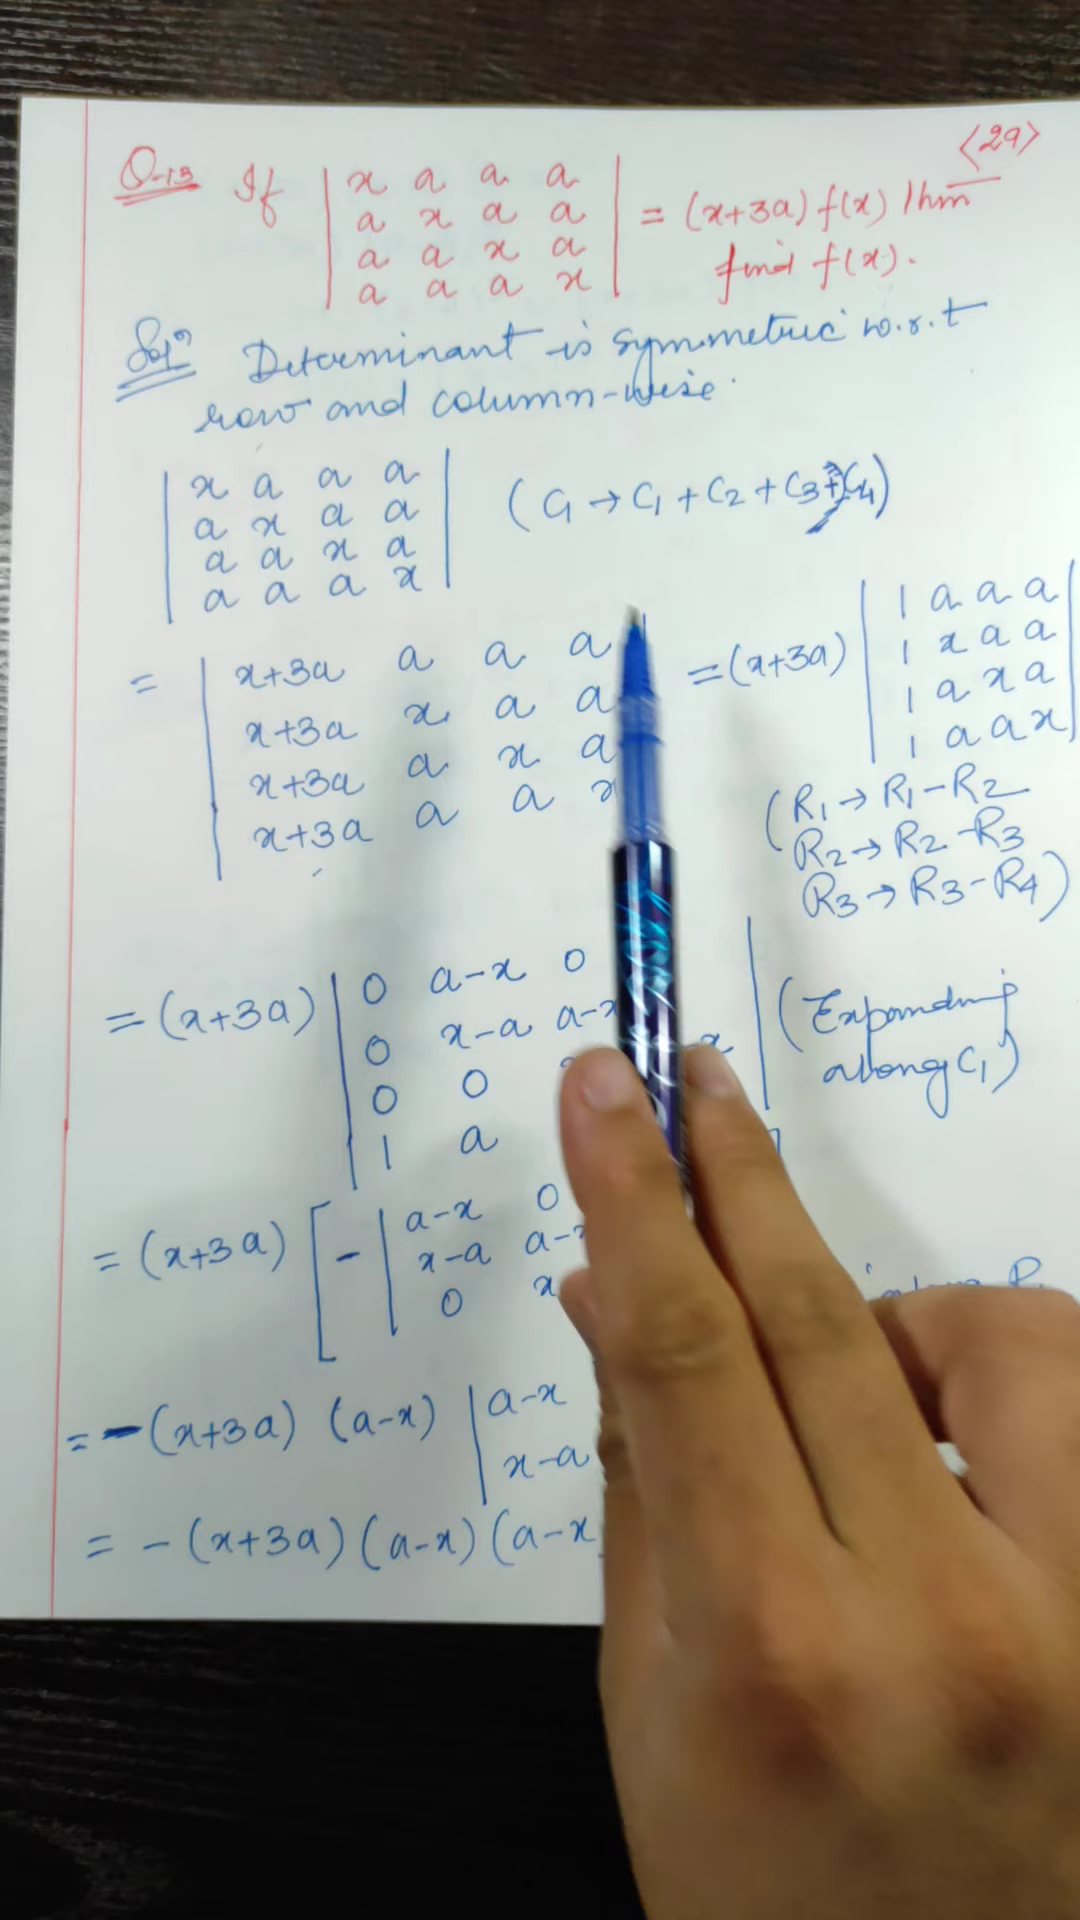 <29>
Q-13 If | x a a a |
| a x a a |
| a a x a |
| a a a x |
= (x+3a) f(x) then
find f(x).
Solⁿ Determinant is symmetric w.r.t
row and column-wise.
| x a a a | (C1 → C1 + C2 + C3 + C4)
| a x a a |
| a a x a |
| a a a x |
= | x+3a a a a |
| x+3a x a a
| x+3a a x a
| x+3a a a x
= (x+3a) | 1 a a a |
| 1 x a a |
| 1 a x a |
| 1 a a x |
(R1 → R1 - R2
R2 → R2 - R3
R3 → R3 - R4)
= (x+3a) | 0 a-x 0 | (Expanding
| 0 x-a a-x | along C1)
| 0 0
| 1 a
= (x+3a) [ - | a-x 0
| x-a a-x
| 0 x
= -(x+3a) (a-x) | a-x
| x-a
= -(x+3a)(a-x)(a-x